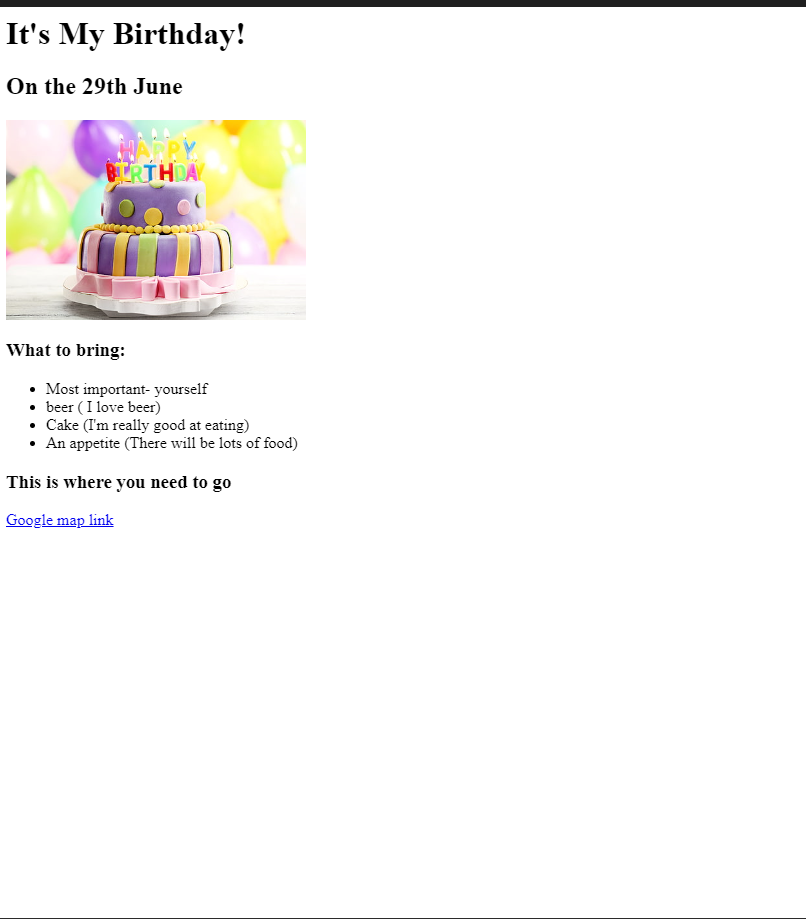 It's My Birthday!
On the 29th June
HAPPY
BIRTHDAY
What to bring:
Most important- yourself
beer ( I love beer)
Cake (I'm really good at eating)
An appetite (There will be lots of food)
This is where you need to go
Google map link